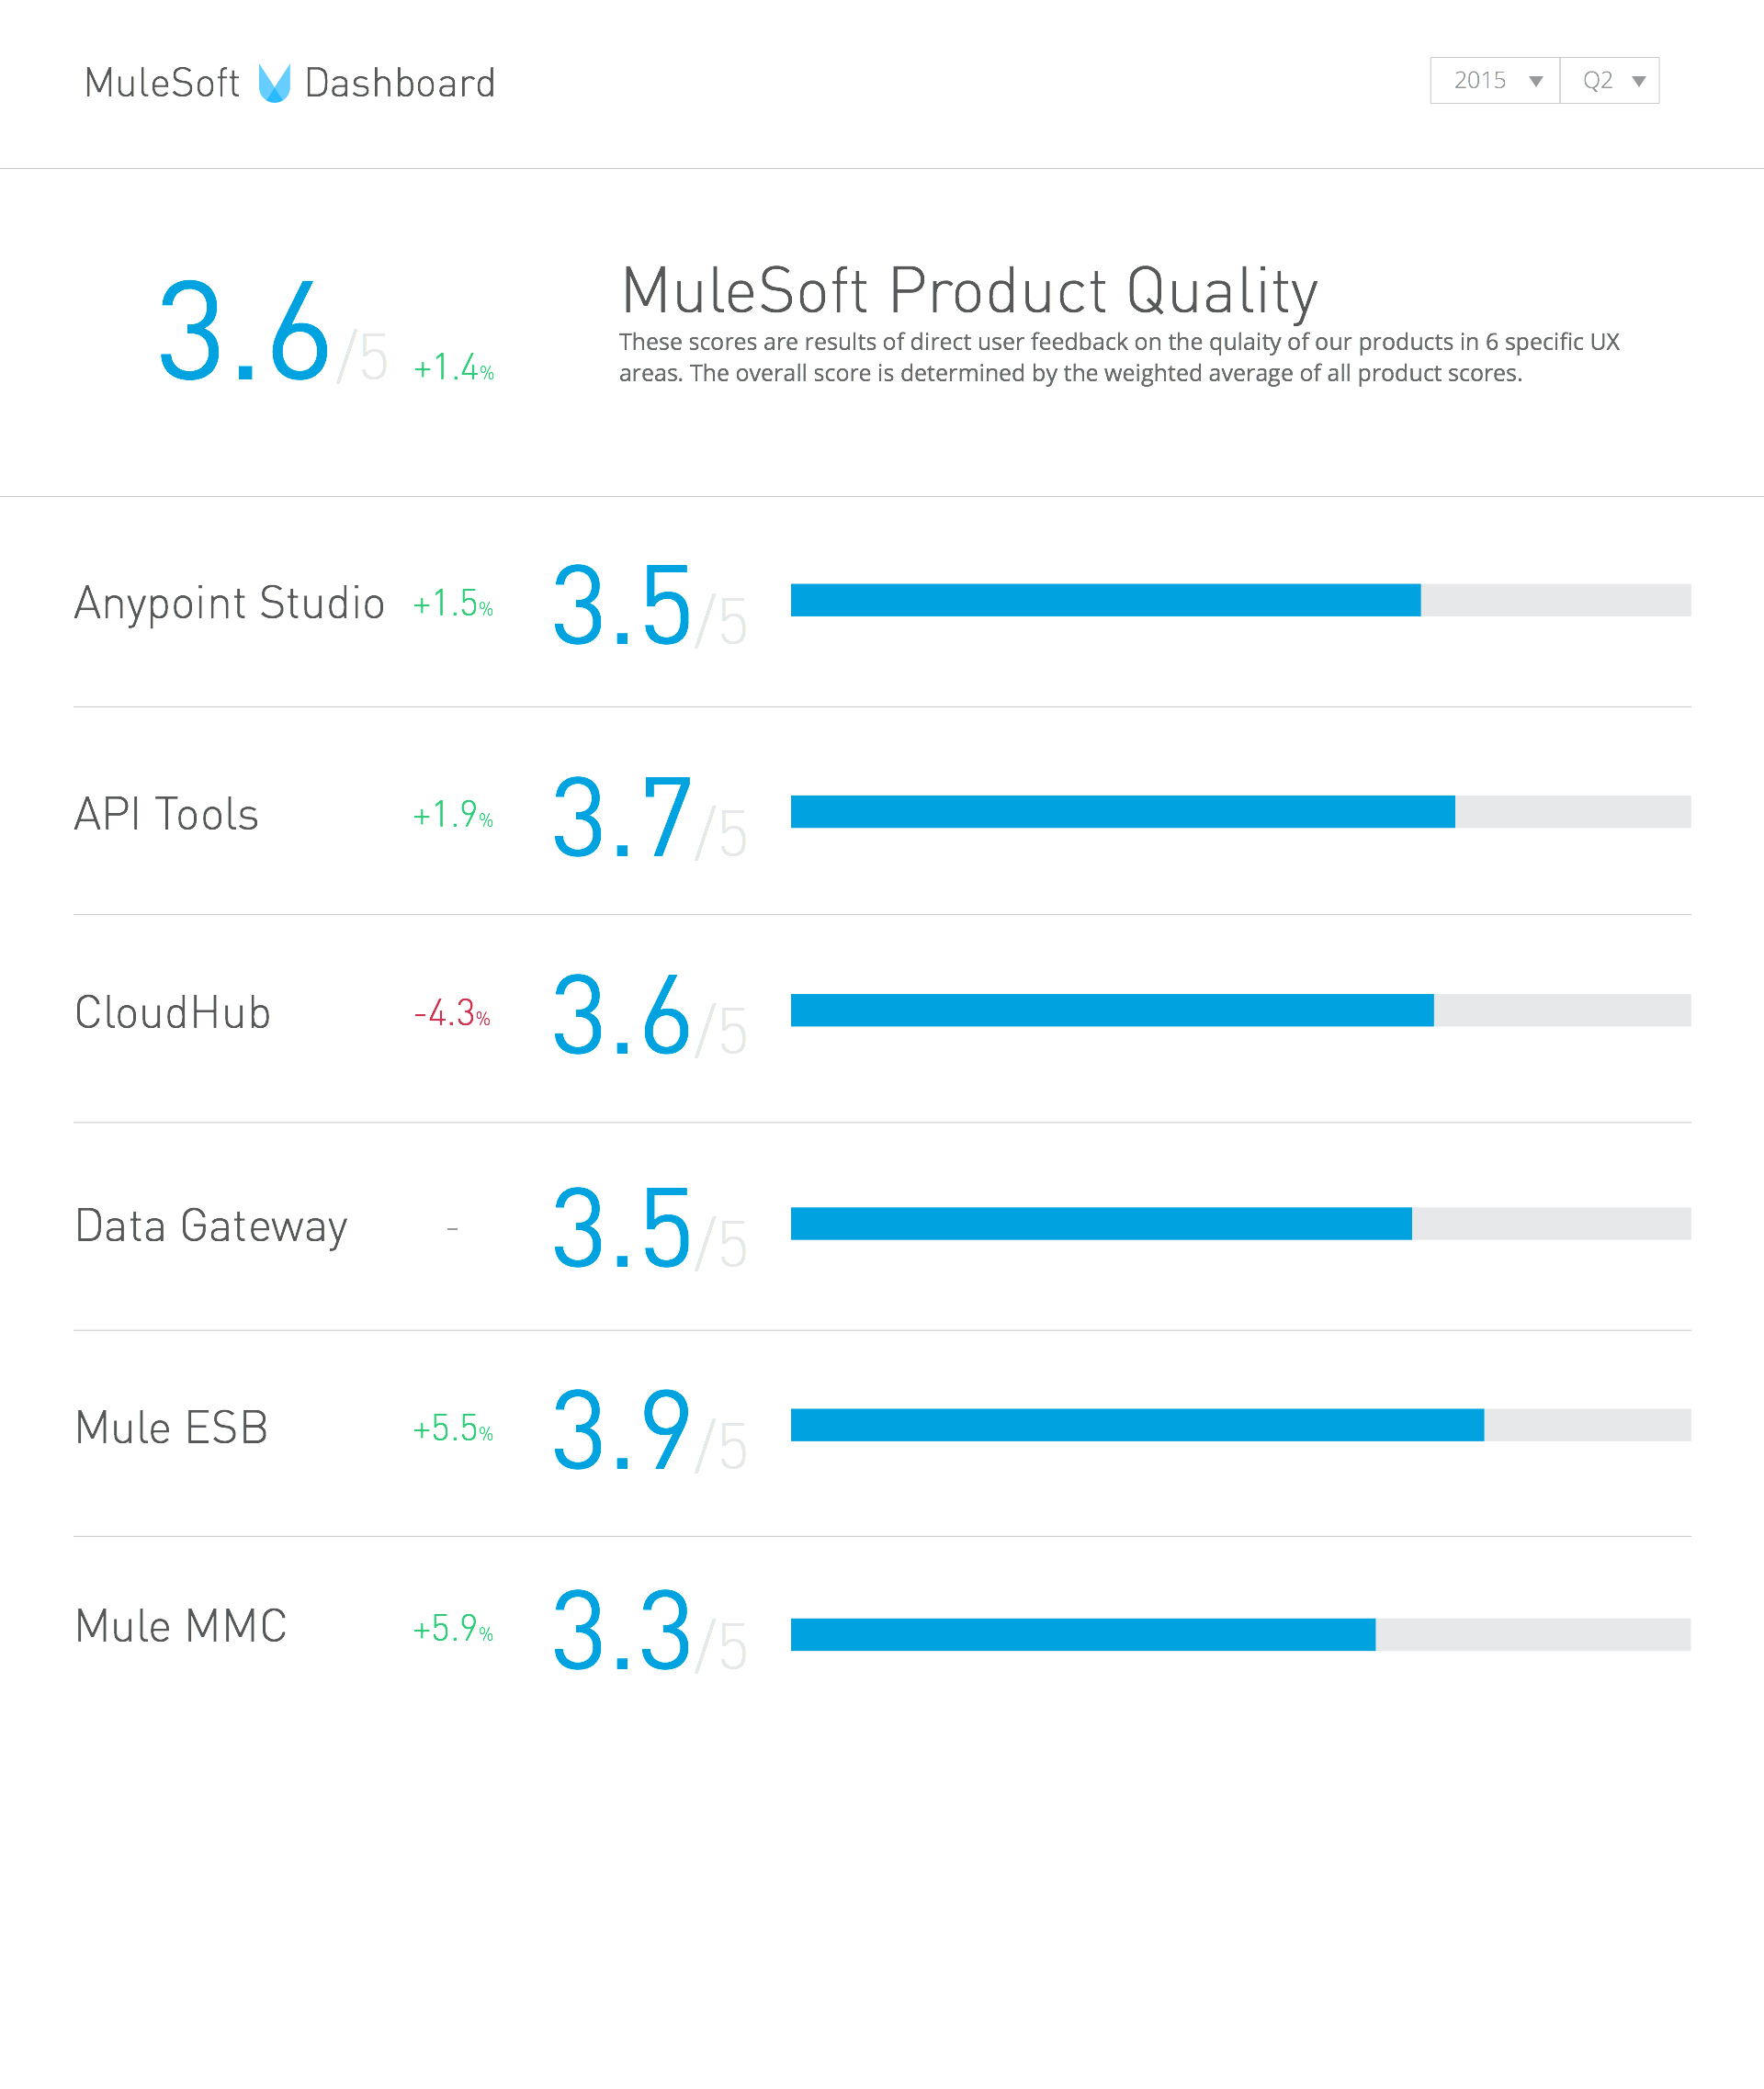 MuleSoft Dashboard
2015 Q2
3.6/5 +1.4%
MuleSoft Product Quality
These scores are results of direct user feedback on the qulaity of our products in 6 specific UX
areas. The overall score is determined by the weighted average of all product scores.
Anypoint Studio +1.5% 3.5/5
API Tools +1.9% 3.7/5
CloudHub -4.3% 3.6/5
Data Gateway - 3.5/5
Mule ESB +5.5% 3.9/5
Mule MMC +5.9% 3.3/5